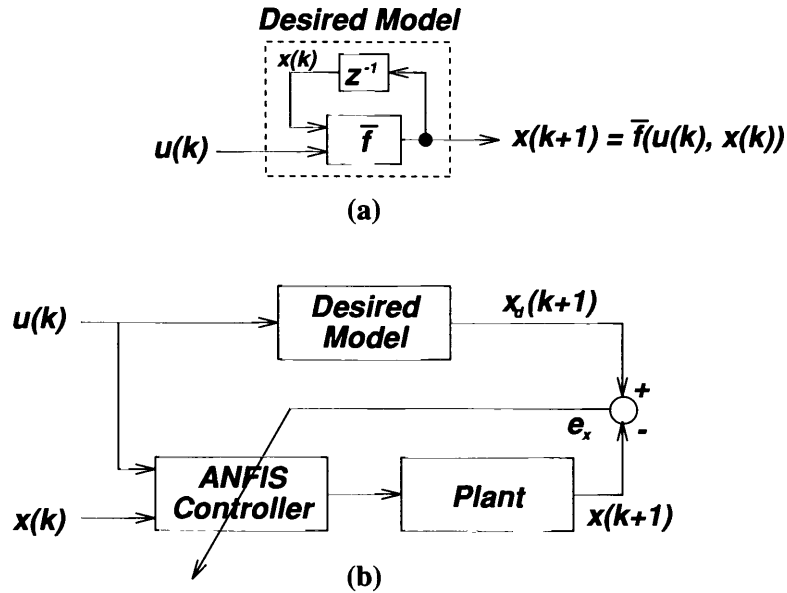 Desired Model
x(k)
z⁻¹
f̅
u(k)
x(k+1) = f̅(u(k), x(k))
(a)
u(k)
Desired
Model
x_d(k+1)
+
e_x
-
ANFIS
Controller
Plant
x(k)
x(k+1)
(b)